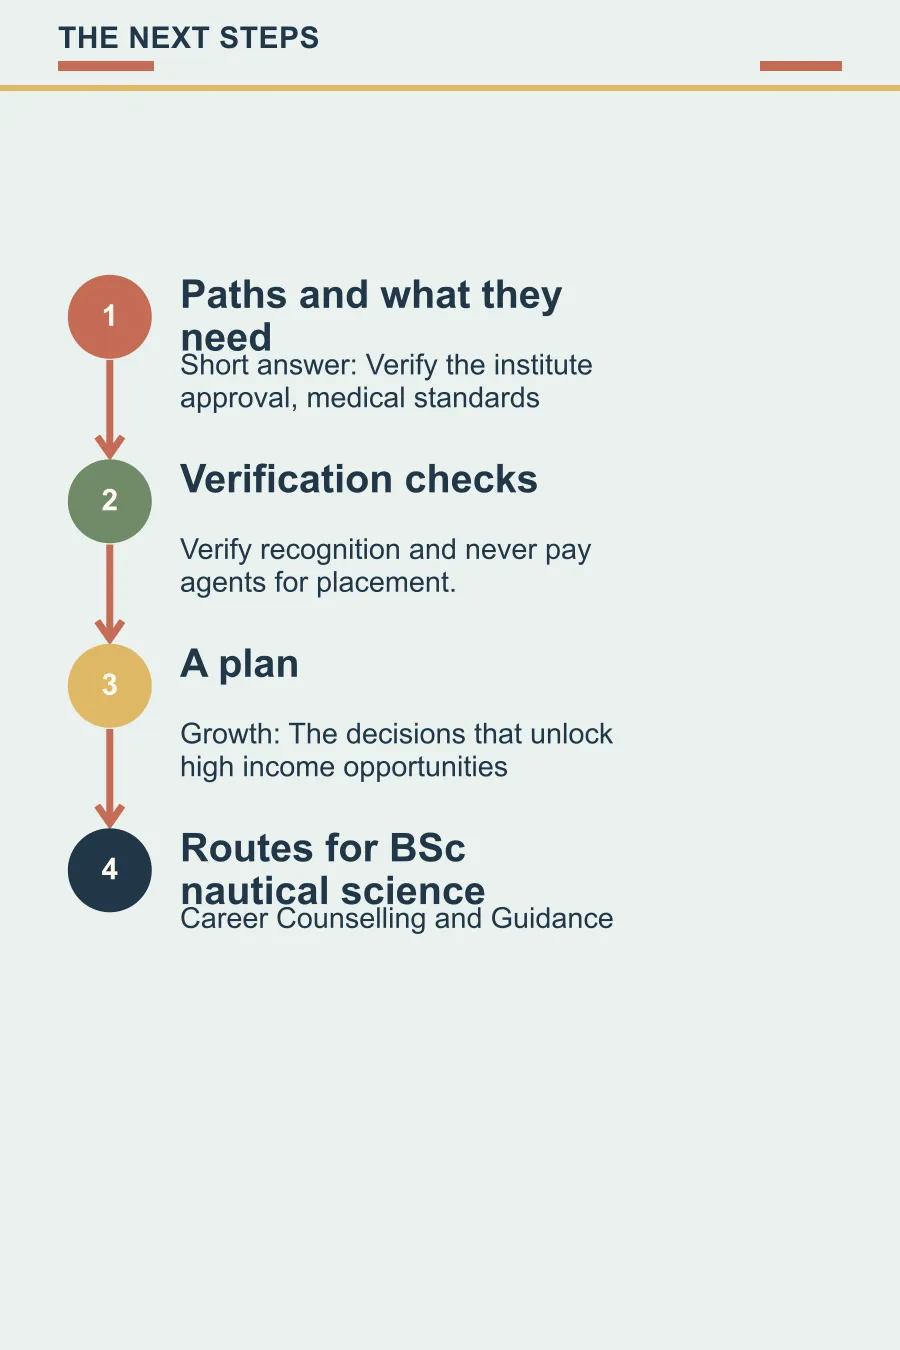 THE NEXT STEPS
1
Paths and what they
need
Short answer: Verify the institute
approval, medical standards
2
Verification checks
Verify recognition and never pay
agents for placement.
3
A plan
Growth: The decisions that unlock
high income opportunities
4
Routes for BSc
nautical science
Career Counselling and Guidance